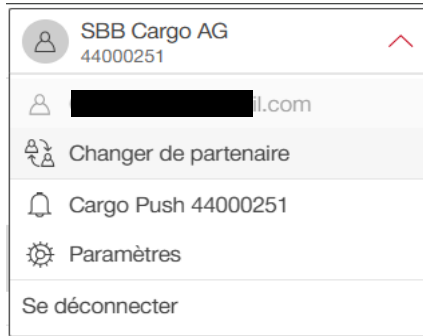 SBB Cargo AG
44000251
il.com
Changer de partenaire
Cargo Push 44000251
Paramètres
Se déconnecter